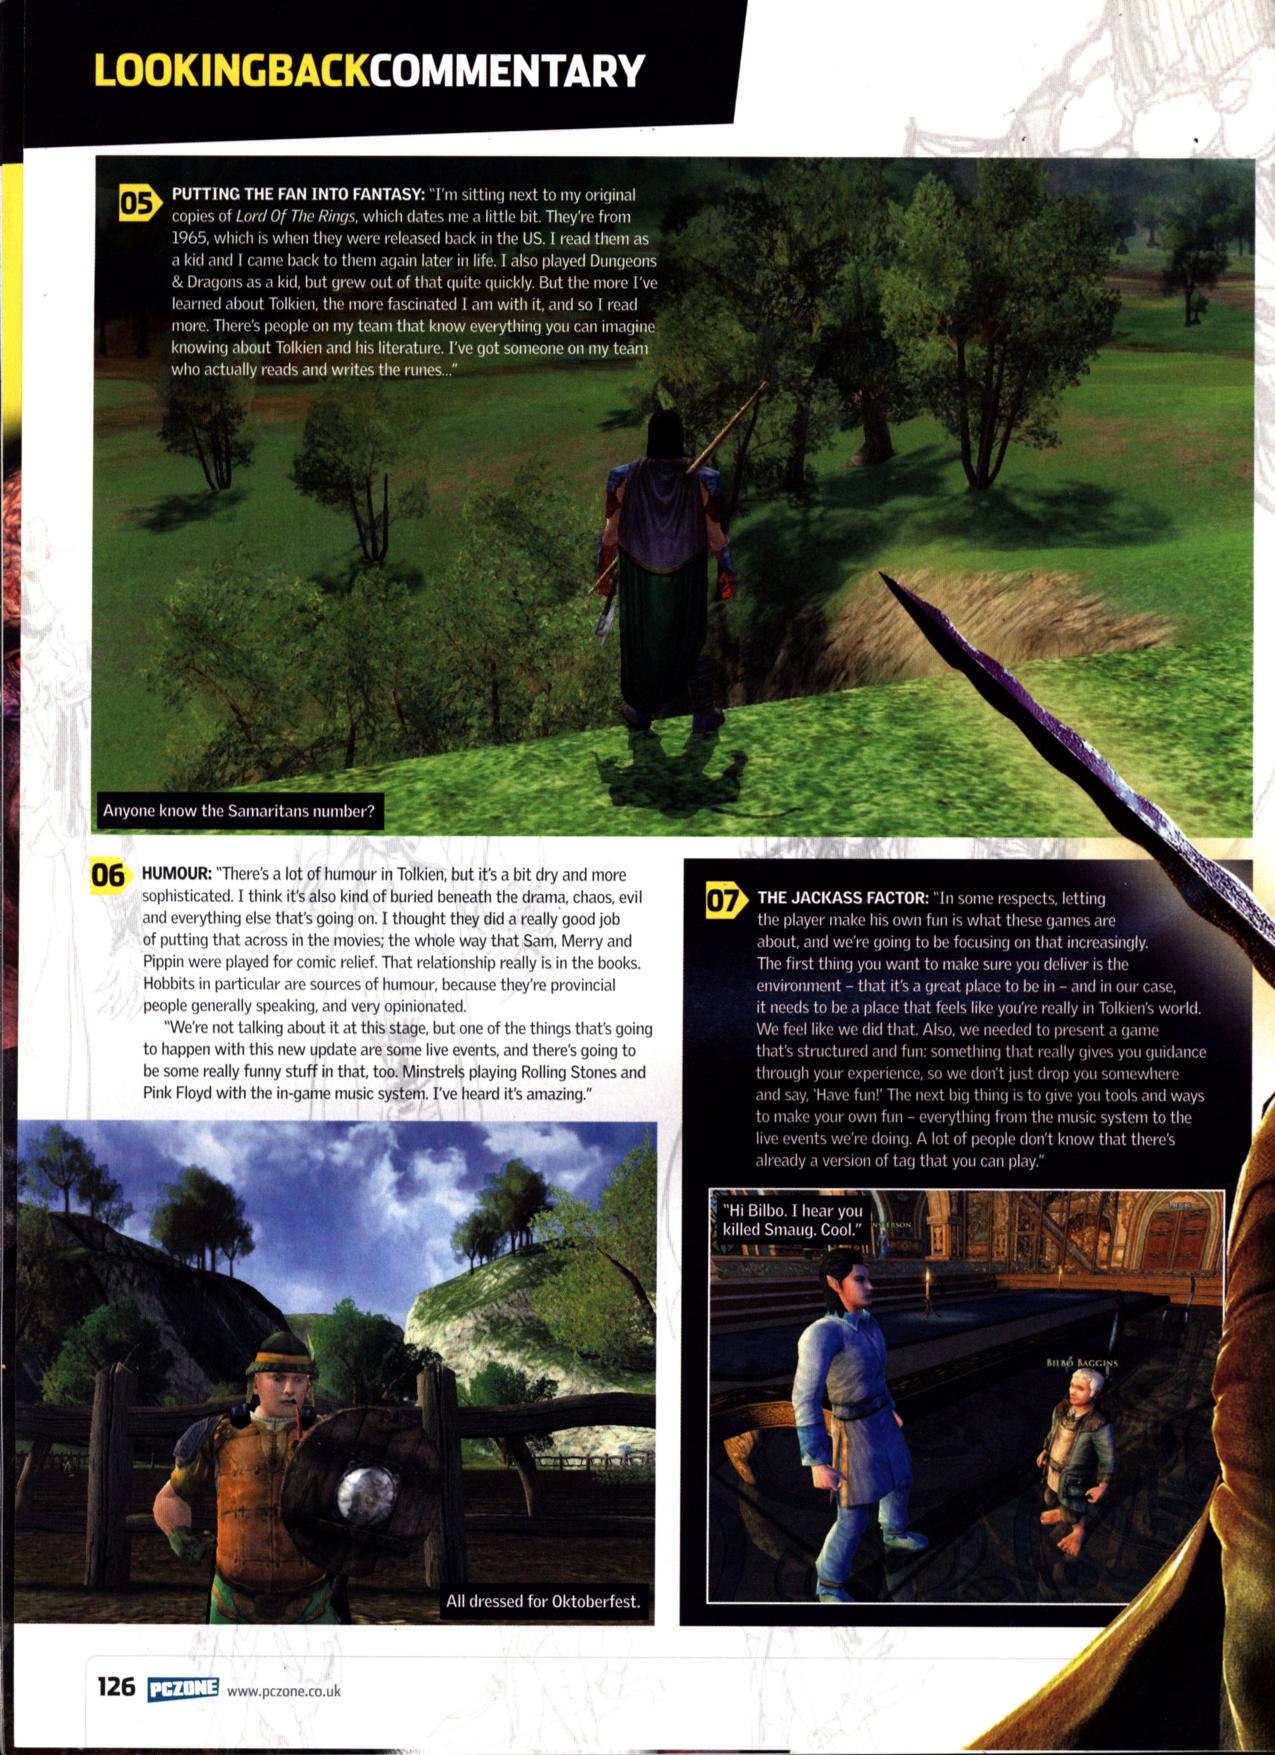 LOOKINGBACKCOMMENTARY
05 PUTTING THE FAN INTO FANTASY: “I’m sitting next to my original
copies of Lord Of The Rings, which dates me a little bit. They’re from
1965, which is when they were released back in the US. I read them as
a kid and I came back to them again later in life. I also played Dungeons
& Dragons as a kid, but grew out of that quite quickly. But the more I’ve
learned about Tolkien, the more fascinated I am with it, and so I read
more. There’s people on my team that know everything you can imagine
knowing about Tolkien and his literature. I’ve got someone on my team
who actually reads and writes the runes...”
Anyone know the Samaritans number?
06 HUMOUR: “There’s a lot of humour in Tolkien, but it’s a bit dry and more
sophisticated. I think it’s also kind of buried beneath the drama, chaos, evil
and everything else that’s going on. I thought they did a really good job
of putting that across in the movies; the whole way that Sam, Merry and
Pippin were played for comic relief. That relationship really is in the books.
Hobbits in particular are sources of humour, because they’re provincial
people generally speaking, and very opinionated.
“We’re not talking about it at this stage, but one of the things that’s going
to happen with this new update are some live events, and there’s going to
be some really funny stuff in that, too. Minstrels playing Rolling Stones and
Pink Floyd with the in-game music system. I’ve heard it’s amazing.”
All dressed for Oktoberfest.
07 THE JACKASS FACTOR: “In some respects, letting
the player make his own fun is what these games are
about, and we’re going to be focusing on that increasingly.
The first thing you want to make sure you deliver is the
environment – that it’s a great place to be in – and in our case,
it needs to be a place that feels like you’re really in Tolkien’s world.
We feel like we did that. Also, we needed to present a game
that’s structured and fun: something that really gives you guidance
through your experience, so we don’t just drop you somewhere
and say, ‘Have fun!’ The next big thing is to give you tools and ways
to make your own fun – everything from the music system to the
live events we’re doing. A lot of people don’t know that there’s
already a version of tag that you can play.”
“Hi Bilbo. I hear you
killed Smaug. Cool.”
BILBO BAGGINS
126 PCZONE www.pczone.co.uk